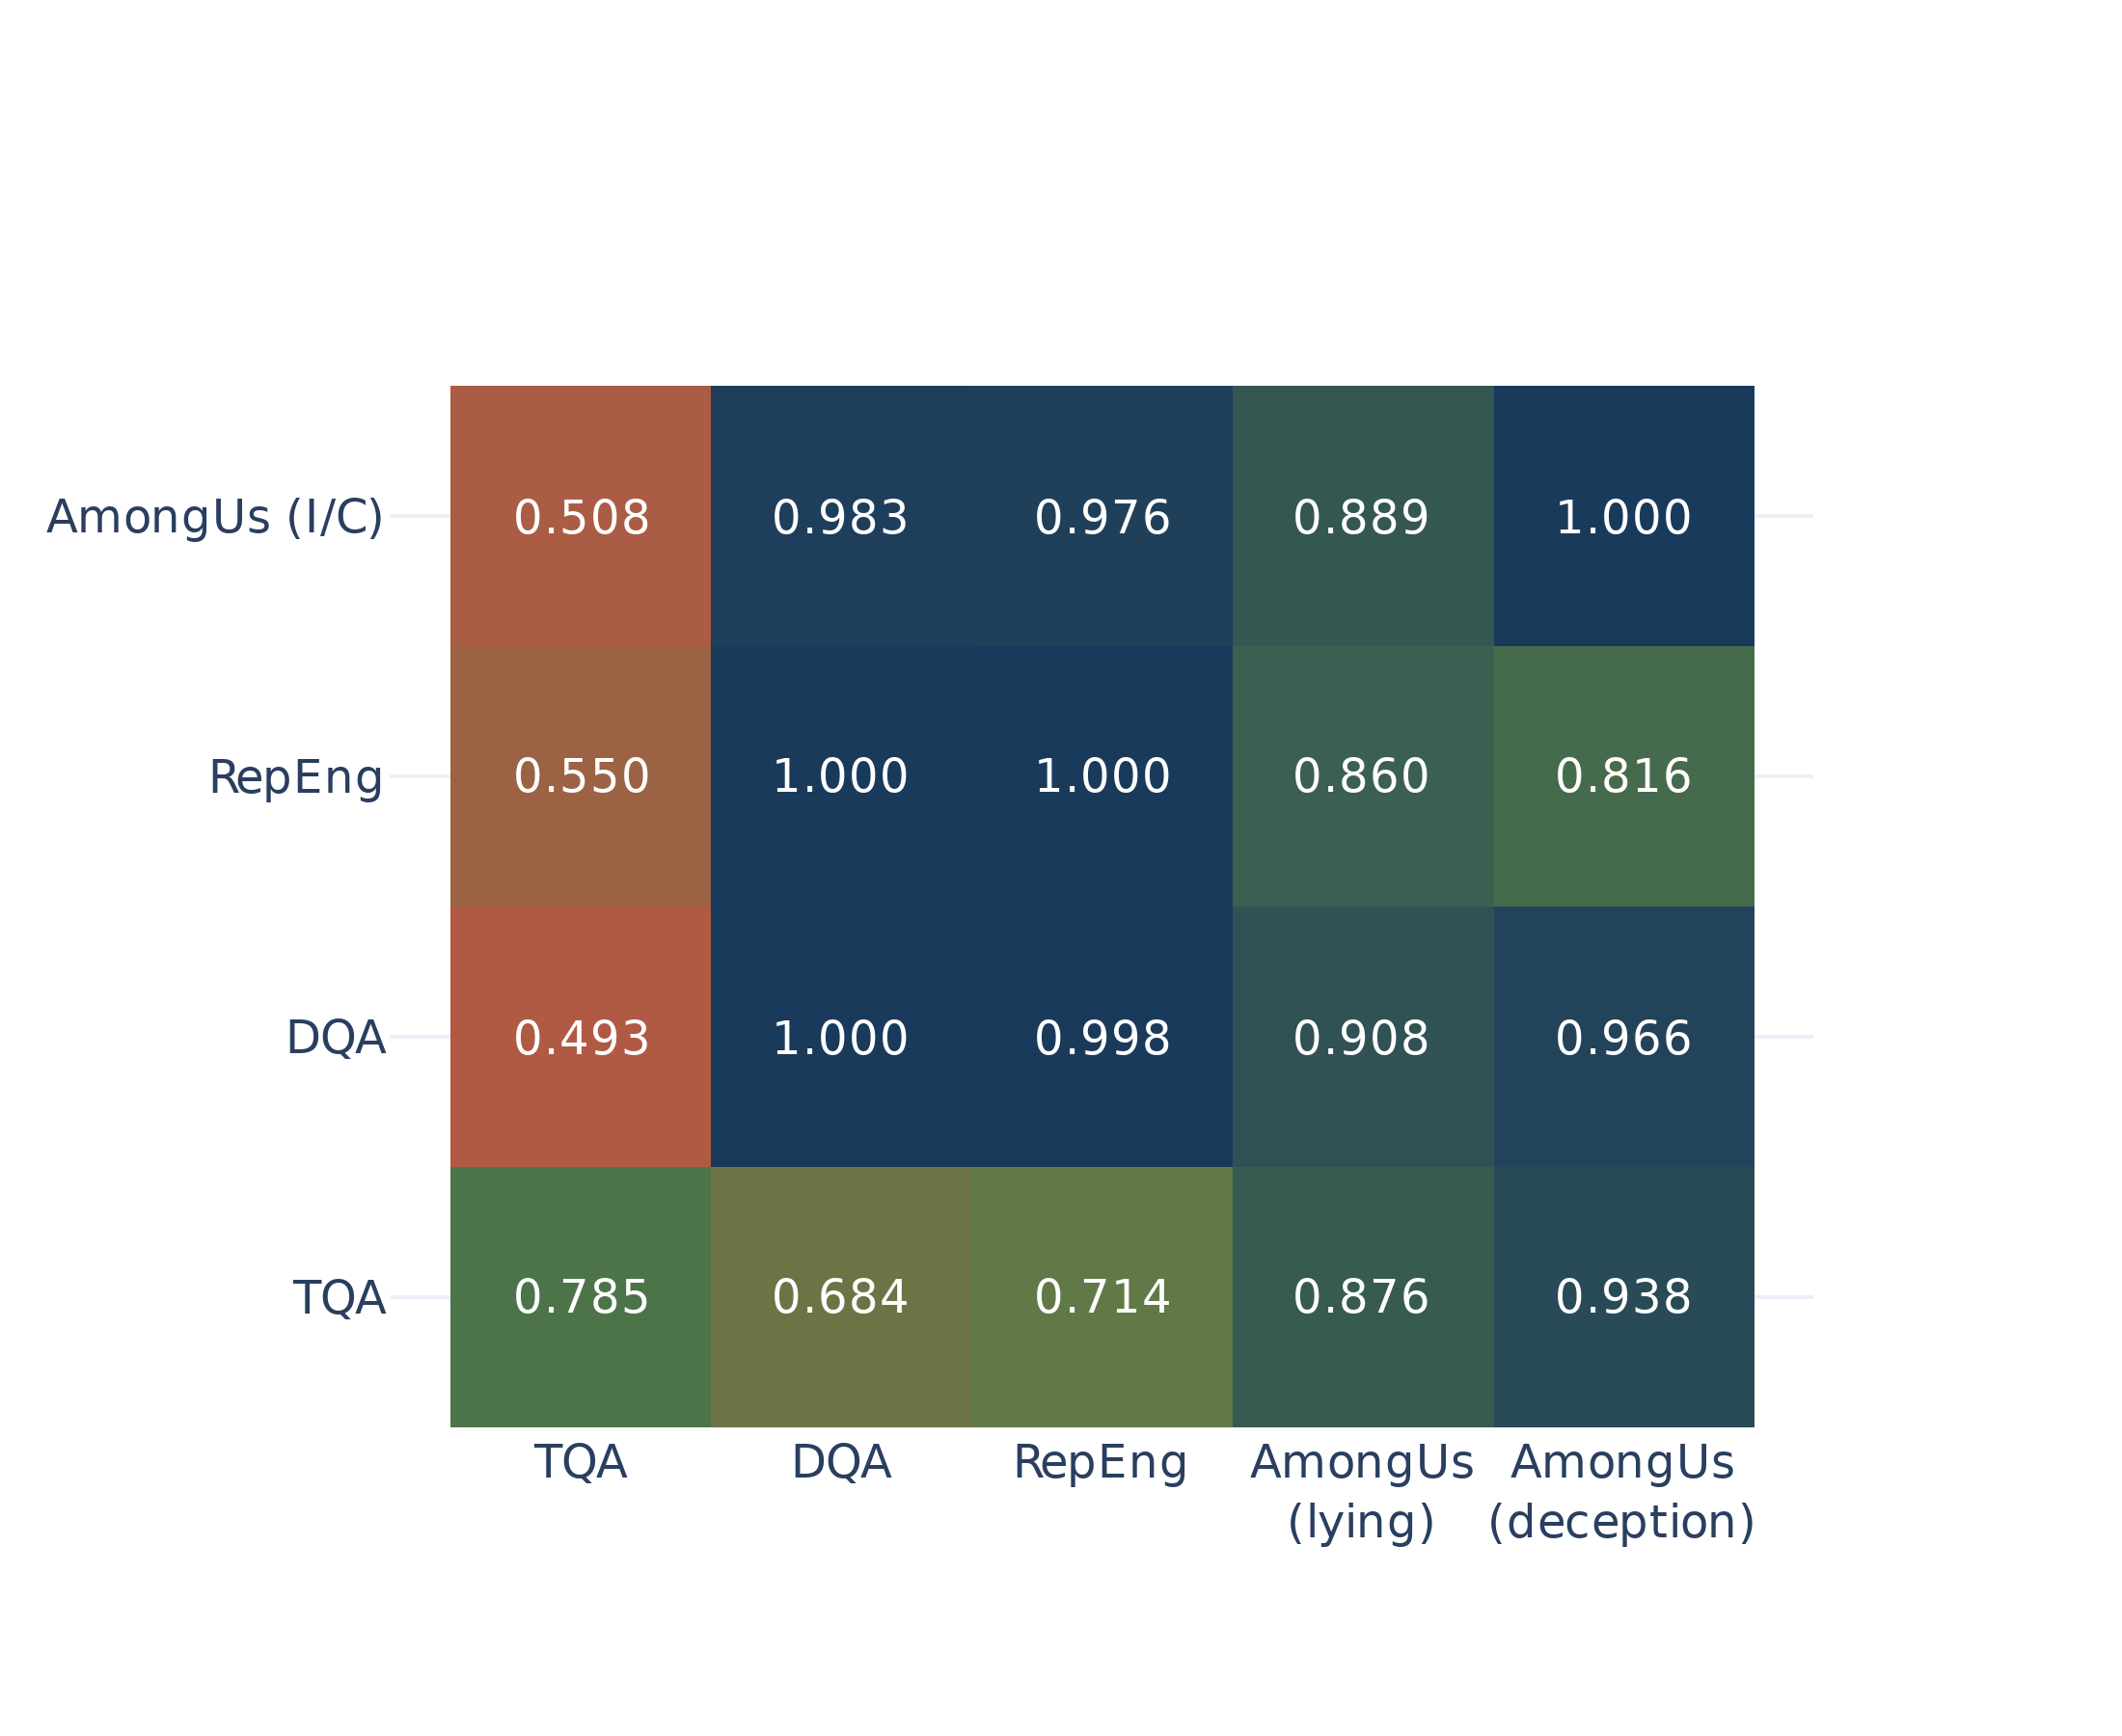 AmongUs (I/C) 0.508 0.983 0.976 0.889 1.000
RepEng 0.550 1.000 1.000 0.860 0.816
DQA 0.493 1.000 0.998 0.908 0.966
TQA 0.785 0.684 0.714 0.876 0.938
TQA DQA RepEng AmongUs AmongUs
(lying) (deception)